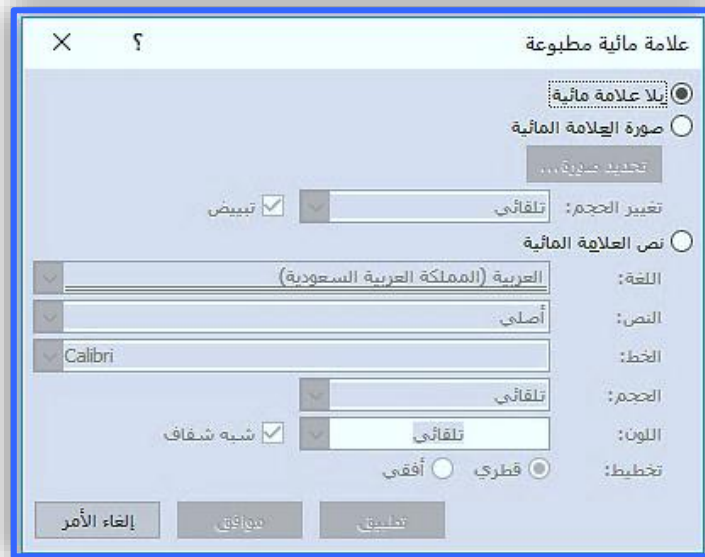 علامة مائية مطبوعة ؟
بلا علامة مائية
صورة العلامة المائية
تحديد صورة...
تغيير الحجم: تلقائي تبييض
نص العلامة المائية
اللغة: العربية (المملكة العربية السعودية)
النص: أصلي
الخط: Calibri
الحجم: تلقائي
اللون: تلقائي شبه شفاف
تخطيط: قطري أفقي
تطبيق موافق إلغاء الأمر